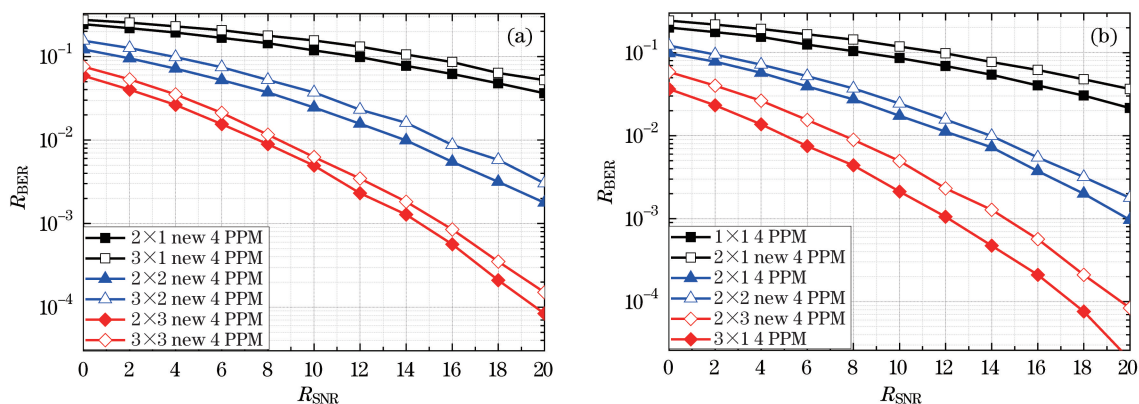 (a)
10⁻¹
10⁻²
10⁻³
10⁻⁴
R_BER
2×1 new 4 PPM
3×1 new 4 PPM
2×2 new 4 PPM
3×2 new 4 PPM
2×3 new 4 PPM
3×3 new 4 PPM
0 2 4 6 8 10 12 14 16 18 20
R_SNR
(b)
10⁻¹
10⁻²
10⁻³
10⁻⁴
R_BER
1×1 4 PPM
2×1 new 4 PPM
2×1 4 PPM
2×2 new 4 PPM
2×3 new 4 PPM
3×1 4 PPM
0 2 4 6 8 10 12 14 16 18 20
R_SNR